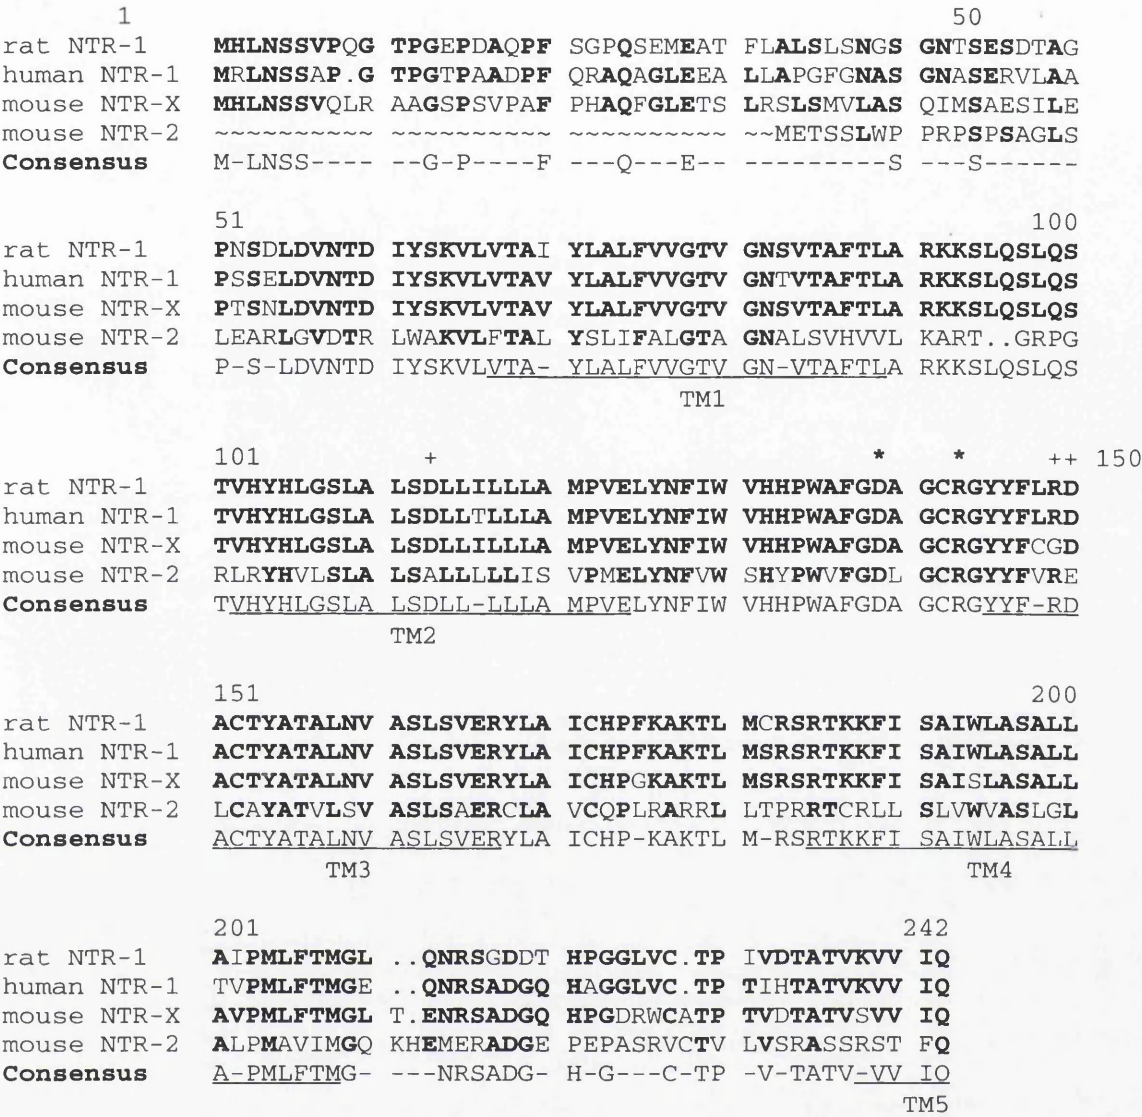 1 50
rat NTR-1 MHLNSSVPQG TPGEPDAQPF SGPQSEMEAT FLALSLSNGS GNTSESDTAG
human NTR-1 MRLNSSAP.G TPGTPAADPF QRAQAGLEEA LLAPGFGNAS GNASERVLAA
mouse NTR-X MHLNSSVQLR AAGSPSVPAF PHAQFGLETS LRSLSMVLAS QIMSAESILE
mouse NTR-2 ~~~~~~~~~~ ~~~~~~~~~~ ~~~~~~~~~~ ~~METSSLWP PRPSPSAGLS
Consensus M-LNSS---- --G-P----F ---Q---E-- ---------S ---S------
51 100
rat NTR-1 PNSDLDVNTD IYSKVLVTAI YLALFVVGTV GNSVTAFTLA RKKSLQSLQS
human NTR-1 PSSELDVNTD IYSKVLVTAV YLALFVVGTV GNTVTAFTLA RKKSLQSLQS
mouse NTR-X PTSNLDVNTD IYSKVLVTAV YLALFVVGTV GNSVTAFTLA RKKSLQSLQS
mouse NTR-2 LEARLGVDTR LWAKVLFTAL YSLIFALGTA GNALSVHVVL KART..GRPG
Consensus P-S-LDVNTD IYSKVLVTA- YLALFVVGTV GN-VTAFTLA RKKSLQSLQS
TM1
101 + * * ++ 150
rat NTR-1 TVHYHLGSLA LSDLLILLLA MPVELYNFIW VHHPWAFGDA GCRGYYFLRD
human NTR-1 TVHYHLGSLA LSDLLTLLLA MPVELYNFIW VHHPWAFGDA GCRGYYFLRD
mouse NTR-X TVHYHLGSLA LSDLLILLLA MPVELYNFIW VHHPWAFGDA GCRGYYFCGD
mouse NTR-2 RLRYHVLSLA LSALLLLLIS VPMELYNFVW SHYPWVFGDL GCRGYYFVRE
Consensus TVHYHLGSLA LSDLL-LLLA MPVELYNFIW VHHPWAFGDA GCRGYYF-RD
TM2
151 200
rat NTR-1 ACTYATALNV ASLSVERYLA ICHPFKAKTL MCRSRTKKFI SAIWLASALL
human NTR-1 ACTYATALNV ASLSVERYLA ICHPFKAKTL MSRSRTKKFI SAIWLASALL
mouse NTR-X ACTYATALNV ASLSVERYLA ICHPGKAKTL MSRSRTKKFI SAISLASALL
mouse NTR-2 LCAYATVLSV ASLSAERCLA VCQPLRARRL LTPRRTCRLL SLVWVASLGL
Consensus ACTYATALNV ASLSVERYLA ICHP-KAKTL M-RSRTKKFI SAIWLASALL
TM3 TM4
201 242
rat NTR-1 AIPMLFTMGL ..QNRSGDDT HPGGLVC.TP IVDTATVKVV IQ
human NTR-1 TVPMLFTMGE ..QNRSADGQ HAGGLVC.TP TIHTATVKVV IQ
mouse NTR-X AVPMLFTMGL T.ENRSADGQ HPGDRWCATP TVDTATVSVV IQ
mouse NTR-2 ALPMAVIMGQ KHEMERADGE PEPASRVCTV LVSRASSRST FQ
Consensus A-PMLFTMG- ---NRSADG- H-G---C-TP -V-TATV-VV IQ
TM5